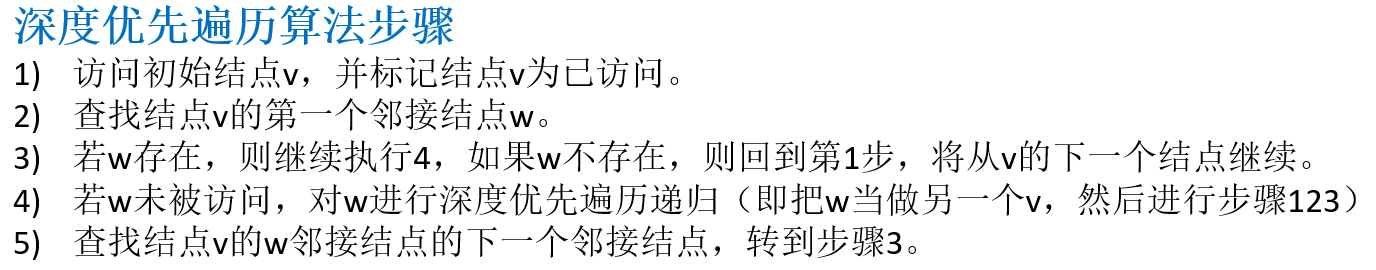 深度优先遍历算法步骤
1) 访问初始结点v，并标记结点v为已访问。
2) 查找结点v的第一个邻接结点w。
3) 若w存在，则继续执行4，如果w不存在，则回到第1步，将从v的下一个结点继续。
4) 若w未被访问，对w进行深度优先遍历递归（即把w当做另一个v，然后进行步骤123）
5) 查找结点v的w邻接结点的下一个邻接结点，转到步骤3。